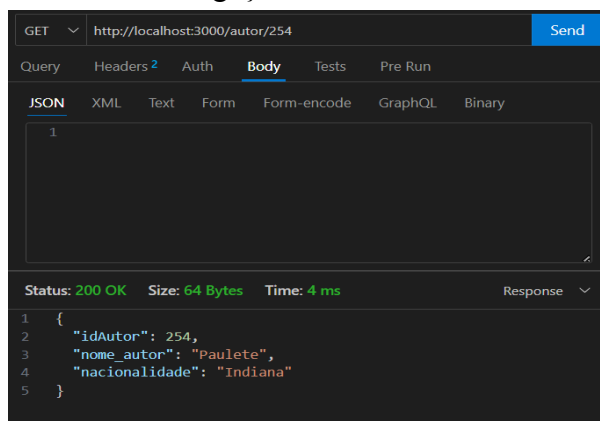 GET http://localhost:3000/autor/254 Send
Query Headers 2 Auth Body Tests Pre Run
JSON XML Text Form Form-encode GraphQL Binary
1
Status: 200 OK Size: 64 Bytes Time: 4 ms Response
1 {
2 "idAutor": 254,
3 "nome_autor": "Paulete",
4 "nacionalidade": "Indiana"
5 }